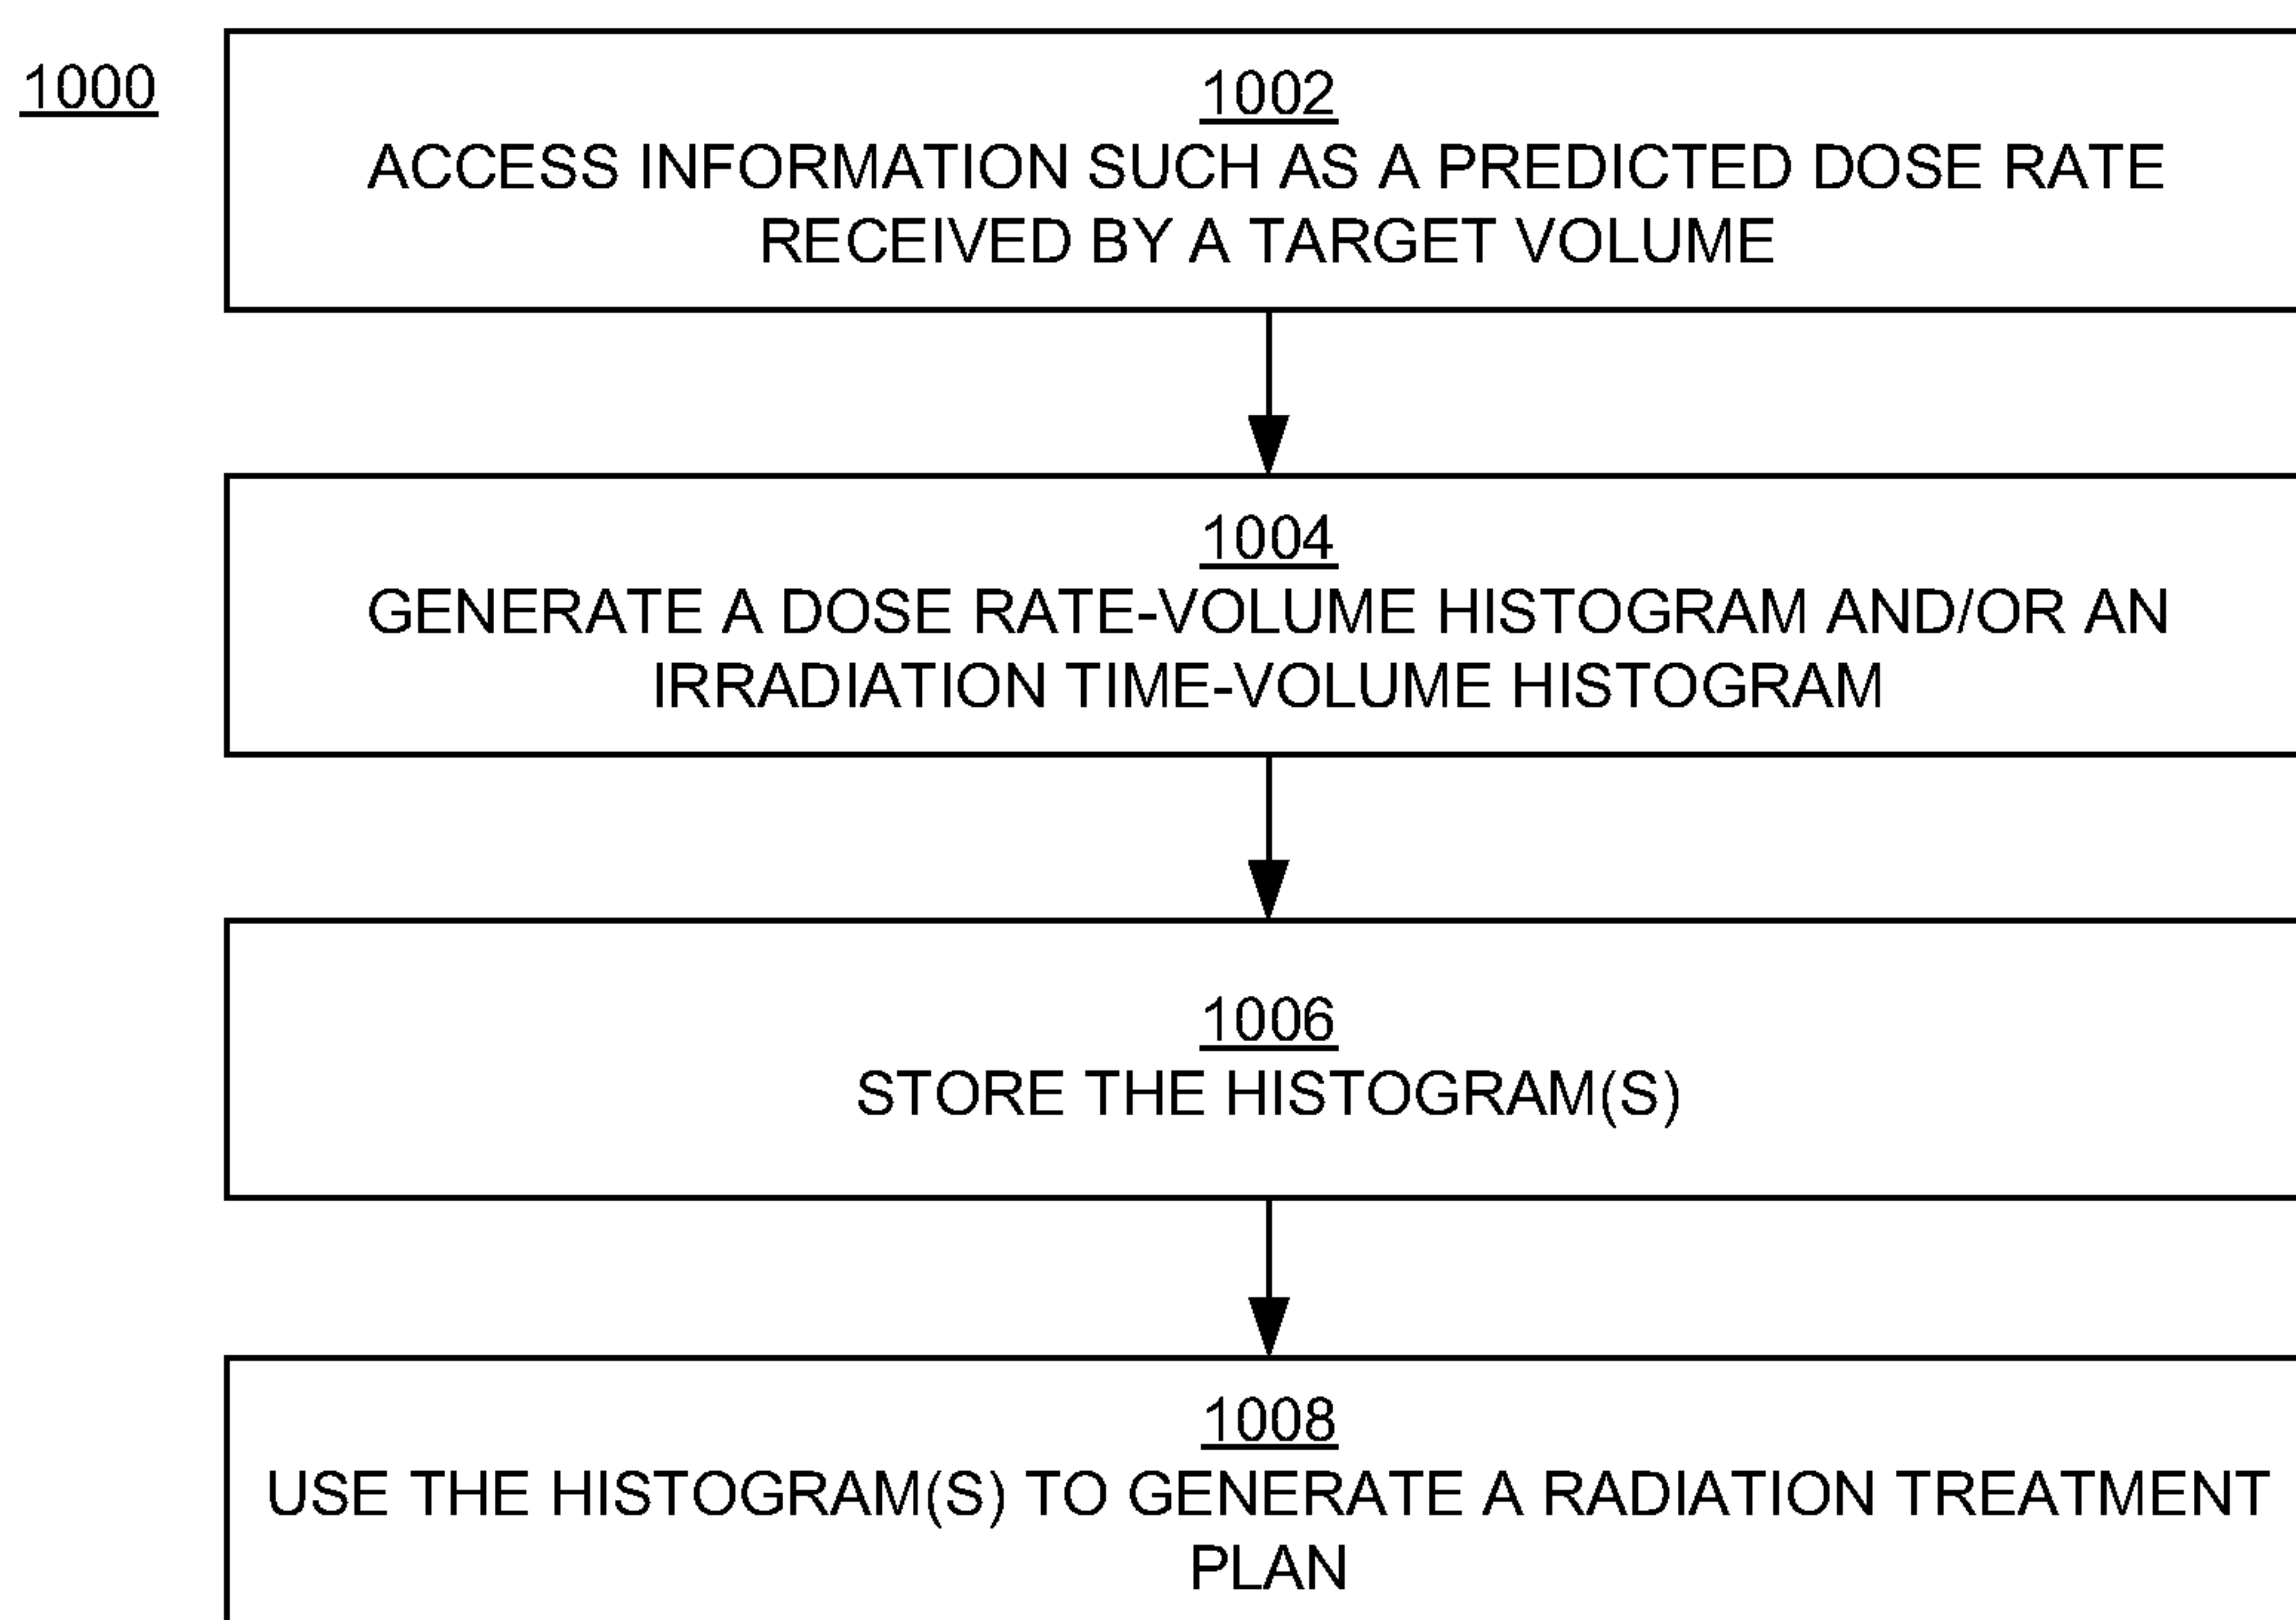 1000
1002
ACCESS INFORMATION SUCH AS A PREDICTED DOSE RATE
RECEIVED BY A TARGET VOLUME
1004
GENERATE A DOSE RATE-VOLUME HISTOGRAM AND/OR AN
IRRADIATION TIME-VOLUME HISTOGRAM
1006
STORE THE HISTOGRAM(S)
1008
USE THE HISTOGRAM(S) TO GENERATE A RADIATION TREATMENT
PLAN